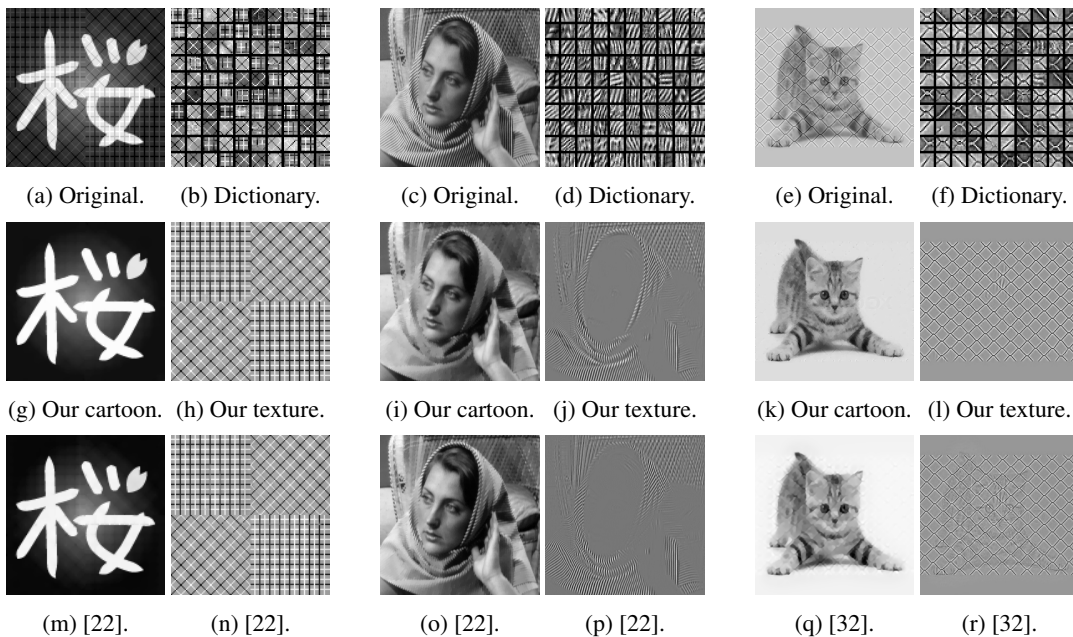 桜
(a) Original. (b) Dictionary. (c) Original. (d) Dictionary. (e) Original. (f) Dictionary.
桜
(g) Our cartoon. (h) Our texture. (i) Our cartoon. (j) Our texture. (k) Our cartoon. (l) Our texture.
桜
(m) [22]. (n) [22]. (o) [22]. (p) [22]. (q) [32]. (r) [32].